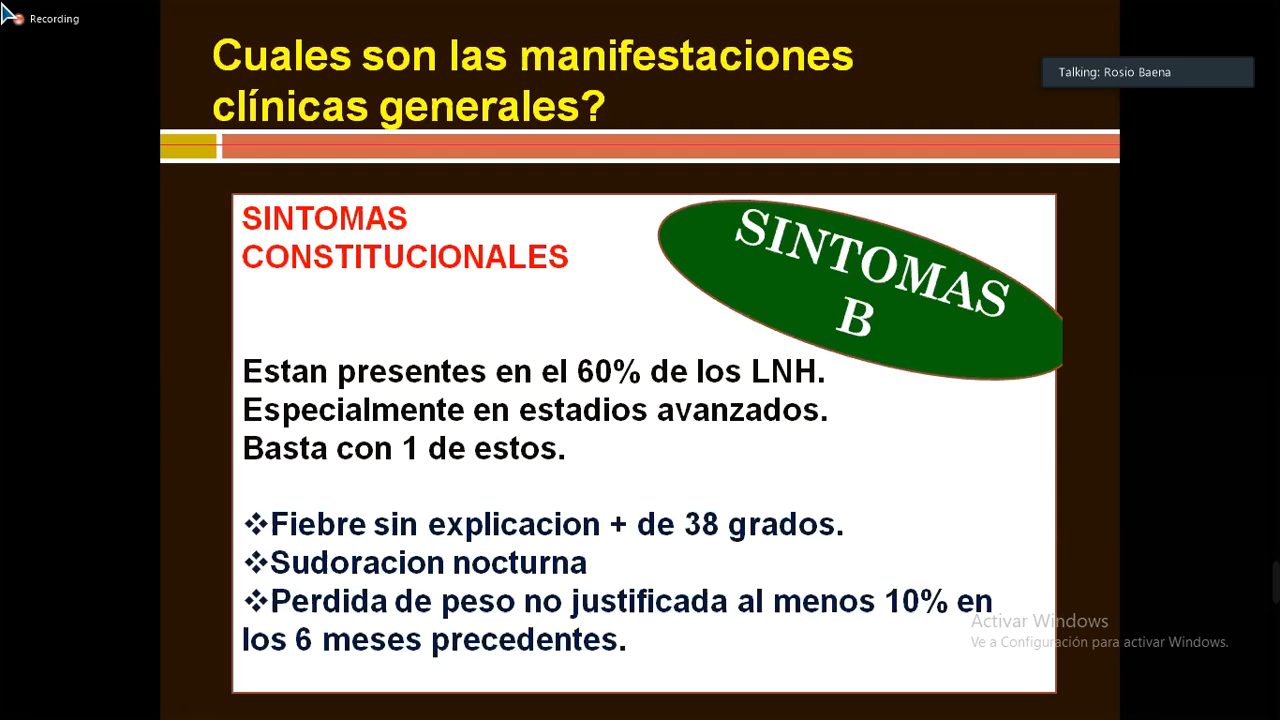 Recording
Cuales son las manifestaciones
clínicas generales?
Talking: Rosio Baena
SINTOMAS
CONSTITUCIONALES
SINTOMAS
B
Estan presentes en el 60% de los LNH.
Especialmente en estadios avanzados.
Basta con 1 de estos.
❖Fiebre sin explicacion + de 38 grados.
❖Sudoracion nocturna
❖Perdida de peso no justificada al menos 10% en
los 6 meses precedentes.
Activar Windows
Ve a Configuración para activar Windows.